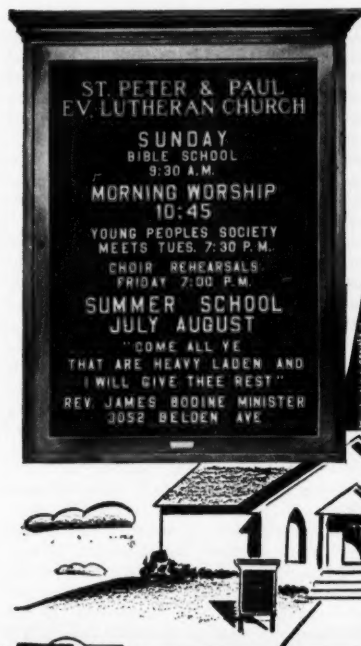 ST. PETER & PAUL
EV. LUTHERAN CHURCH
SUNDAY
BIBLE SCHOOL
9:30 A.M.
MORNING WORSHIP
10:45
YOUNG PEOPLES SOCIETY
MEETS TUES. 7:30 P.M.
CHOIR REHEARSALS
FRIDAY 7:00 P.M.
SUMMER SCHOOL
JULY AUGUST
"COME ALL YE
THAT ARE HEAVY LADEN AND
I WILL GIVE THEE REST"
REV. JAMES BODINE MINISTER
3052 BELDEN AVE